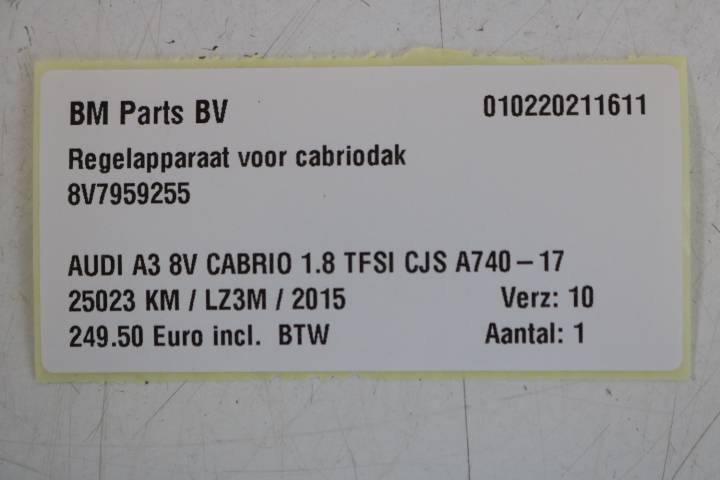 BM Parts BV 010220211611
Regelapparaat voor cabriodak
8V7959255
AUDI A3 8V CABRIO 1.8 TFSI CJS A740-17
25023 KM / LZ3M / 2015 Verz: 10
249.50 Euro incl. BTW Aantal: 1